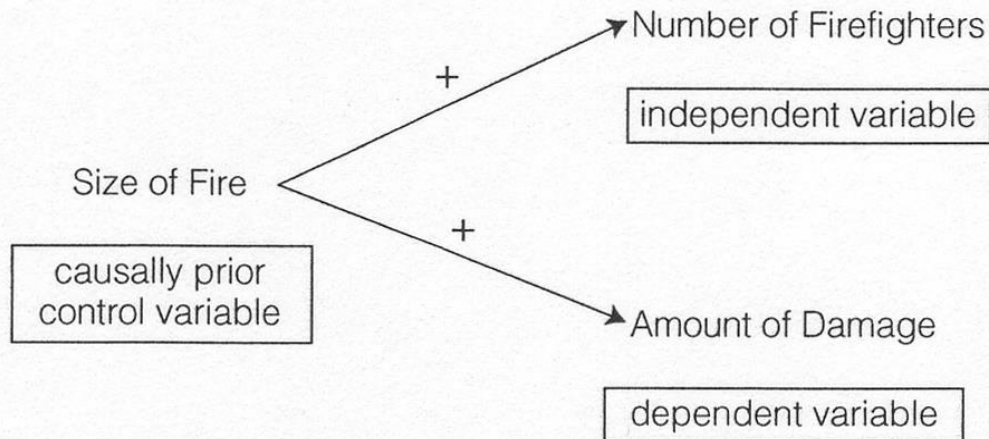 Number of Firefighters
+
independent variable
Size of Fire
+
causally prior
control variable
Amount of Damage
dependent variable